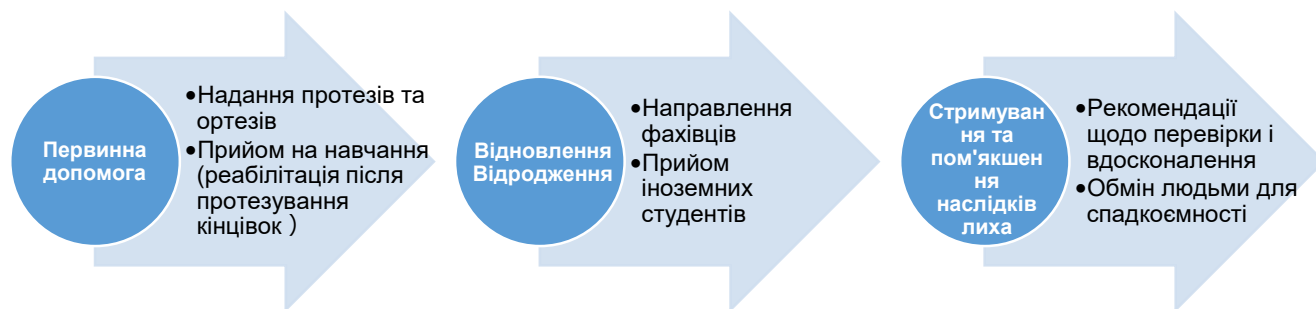 Первинна
допомога
•Надання протезів та
ортезів
•Прийом на навчання
(реабілітація після
протезування
кінцівок ）
Відновлення
Відродження
•Направлення
фахівців
•Прийом
іноземних
студентів
Стримуван
ня та
пом'якшен
ня
наслідків
лиха
•Рекомендації
щодо перевірки і
вдосконалення
•Обмін людьми для
спадкоємності